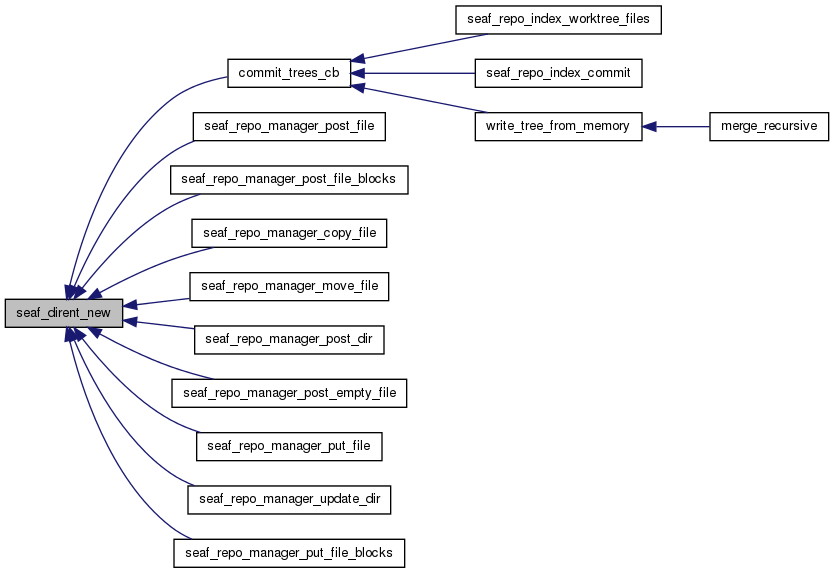 seaf_repo_index_worktree_files
commit_trees_cb
seaf_repo_index_commit
seaf_repo_manager_post_file
write_tree_from_memory
merge_recursive
seaf_repo_manager_post_file_blocks
seaf_repo_manager_copy_file
seaf_repo_manager_move_file
seaf_dirent_new
seaf_repo_manager_post_dir
seaf_repo_manager_post_empty_file
seaf_repo_manager_put_file
seaf_repo_manager_update_dir
seaf_repo_manager_put_file_blocks